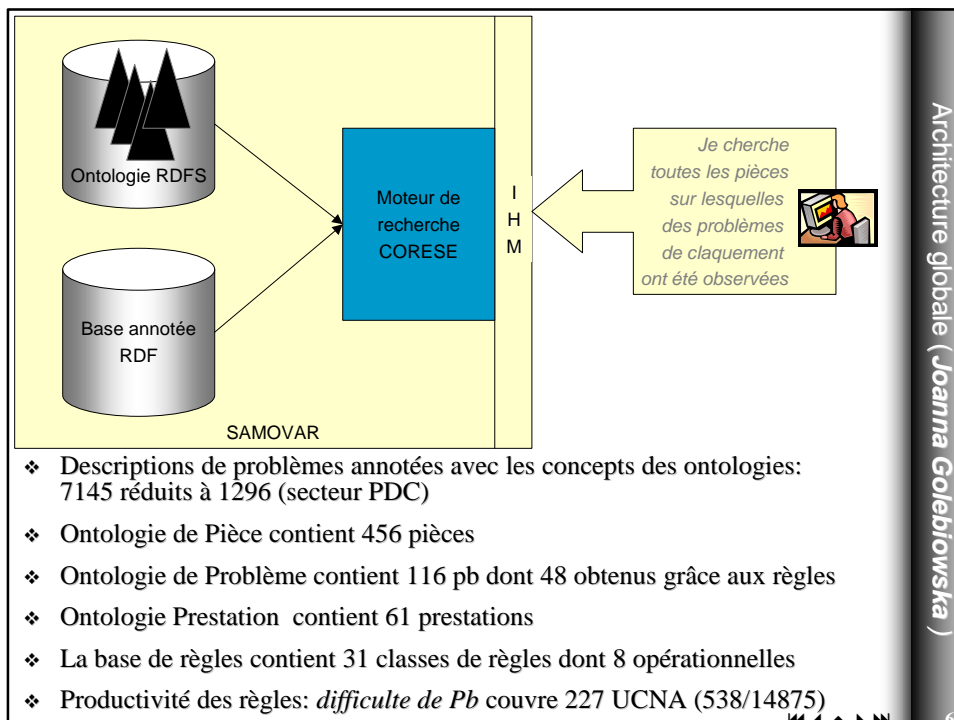 Ontologie RDFS
Base annotée
RDF
Moteur de
recherche
CORESE
I
H
M
SAMOVAR
Je cherche
toutes les pièces
sur lesquelles
des problèmes
de claquement
ont été observées
❖ Descriptions de problèmes annotées avec les concepts des ontologies:
7145 réduits à 1296 (secteur PDC)
❖ Ontologie de Pièce contient 456 pièces
❖ Ontologie de Problème contient 116 pb dont 48 obtenus grâce aux règles
❖ Ontologie Prestation contient 61 prestations
❖ La base de règles contient 31 classes de règles dont 8 opérationnelles
❖ Productivité des règles: difficulte de Pb couvre 227 UCNA (538/14875)
Architecture globale ( Joanna Golebiowska )